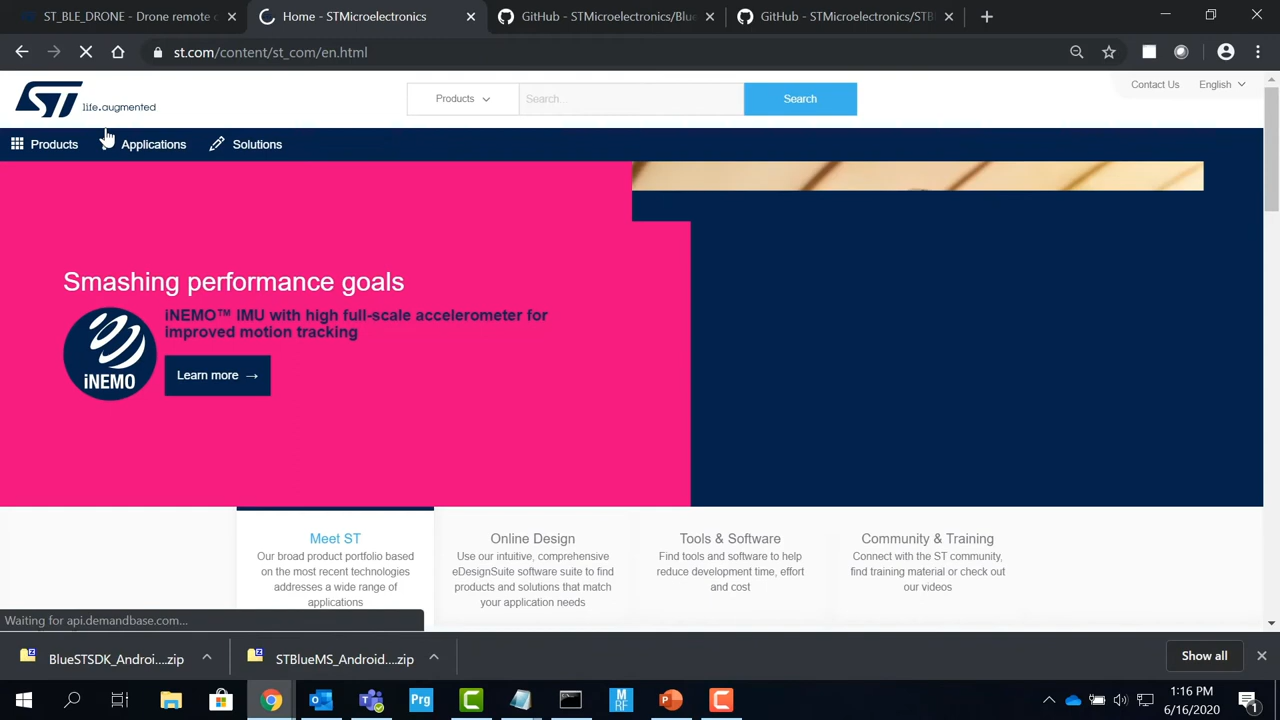 ST_BLE_DRONE - Drone remote c
Home - STMicroelectronics
GitHub - STMicroelectronics/Blue
GitHub - STMicroelectronics/STBl
st.com/content/st_com/en.html
ST life.augmented
Products
Search...
Search
Contact Us
English
Products
Applications
Solutions
Smashing performance goals
iNEMO
iNEMO™ IMU with high full-scale accelerometer for
improved motion tracking
Learn more →
Meet ST
Our broad product portfolio based
on the most recent technologies
addresses a wide range of
applications
Online Design
Use our intuitive, comprehensive
eDesignSuite software suite to find
products and solutions that match
your application needs
Tools & Software
Find tools and software to help
reduce development time, effort
and cost
Community & Training
Connect with the ST community,
find training material or check out
our videos
Waiting for api.demandbase.com...
BlueSTSDK_Androi....zip
STBlueMS_Android....zip
Show all
Prg
C
M
RF
P
C
1:16 PM
6/16/2020
1